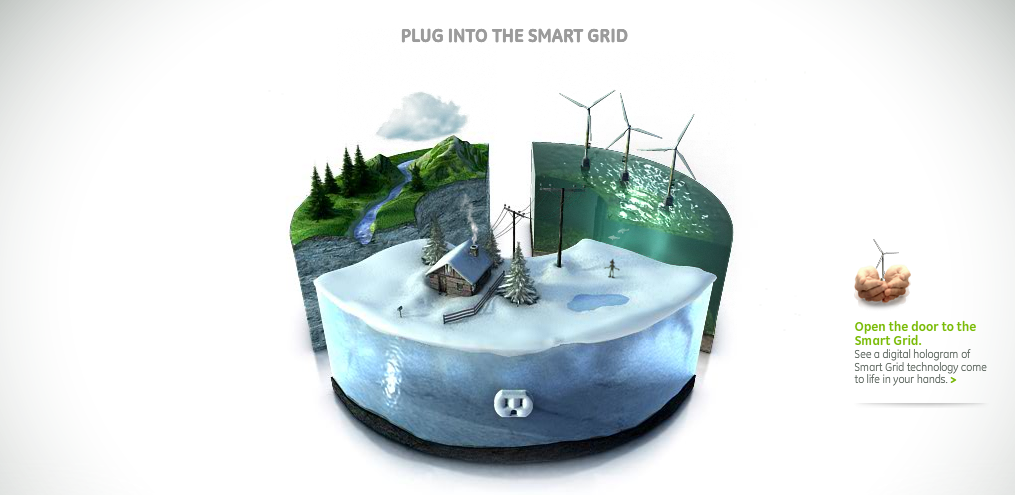 PLUG INTO THE SMART GRID
Open the door to the
Smart Grid.
See a digital hologram of
Smart Grid technology come
to life in your hands. >